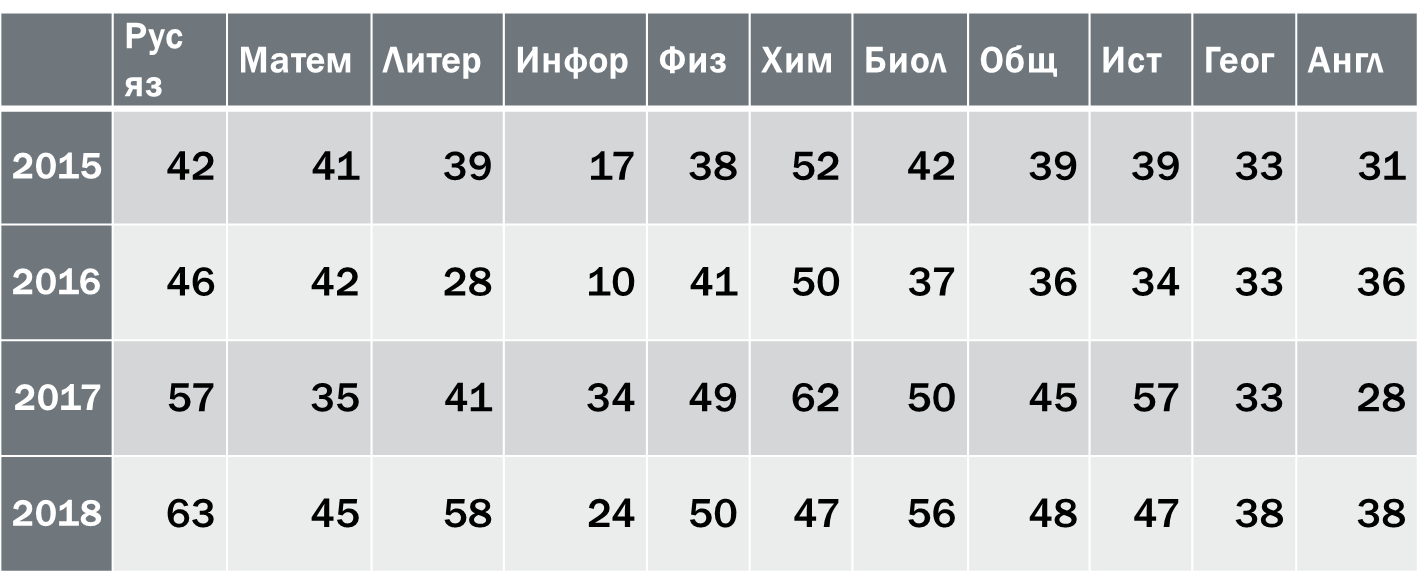 Рус яз Матем Литер Инфор Физ Хим Биол Общ Ист Геог Англ
2015 42 41 39 17 38 52 42 39 39 33 31
2016 46 42 28 10 41 50 37 36 34 33 36
2017 57 35 41 34 49 62 50 45 57 33 28
2018 63 45 58 24 50 47 56 48 47 38 38